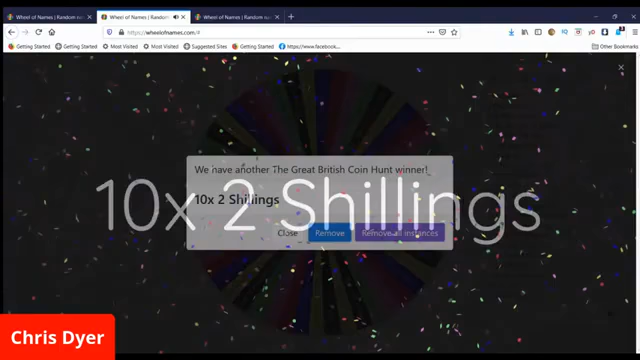 Wheel of Names | Random na
Wheel of Names | Random
Wheel of Names | Random na
https://wheelofnames.com/#
Getting Started
Getting Started
Most Visited
Most Visited
Suggested Sites
Getting Started
https://www.facebook...
Other Bookmarks
We have another The Great British Coin Hunt winner!
10x 2 Shillings
10x 2 Shillings
Close
Remove
Remove all instances
Chris Dyer